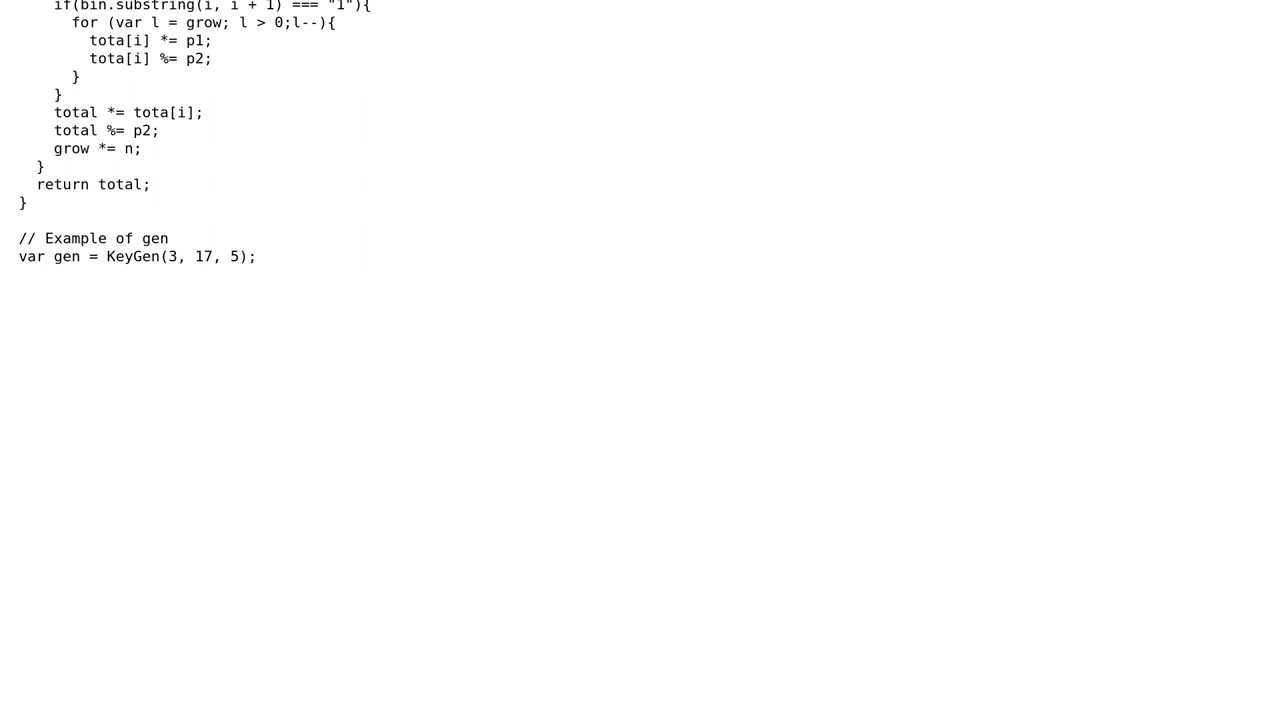 if(bin.substring(i, i + 1) === "1"){
for (var l = grow; l > 0;l--){
tota[i] *= p1;
tota[i] %= p2;
}
}
total *= tota[i];
total %= p2;
grow *= n;
}
return total;
}
// Example of gen
var gen = KeyGen(3, 17, 5);